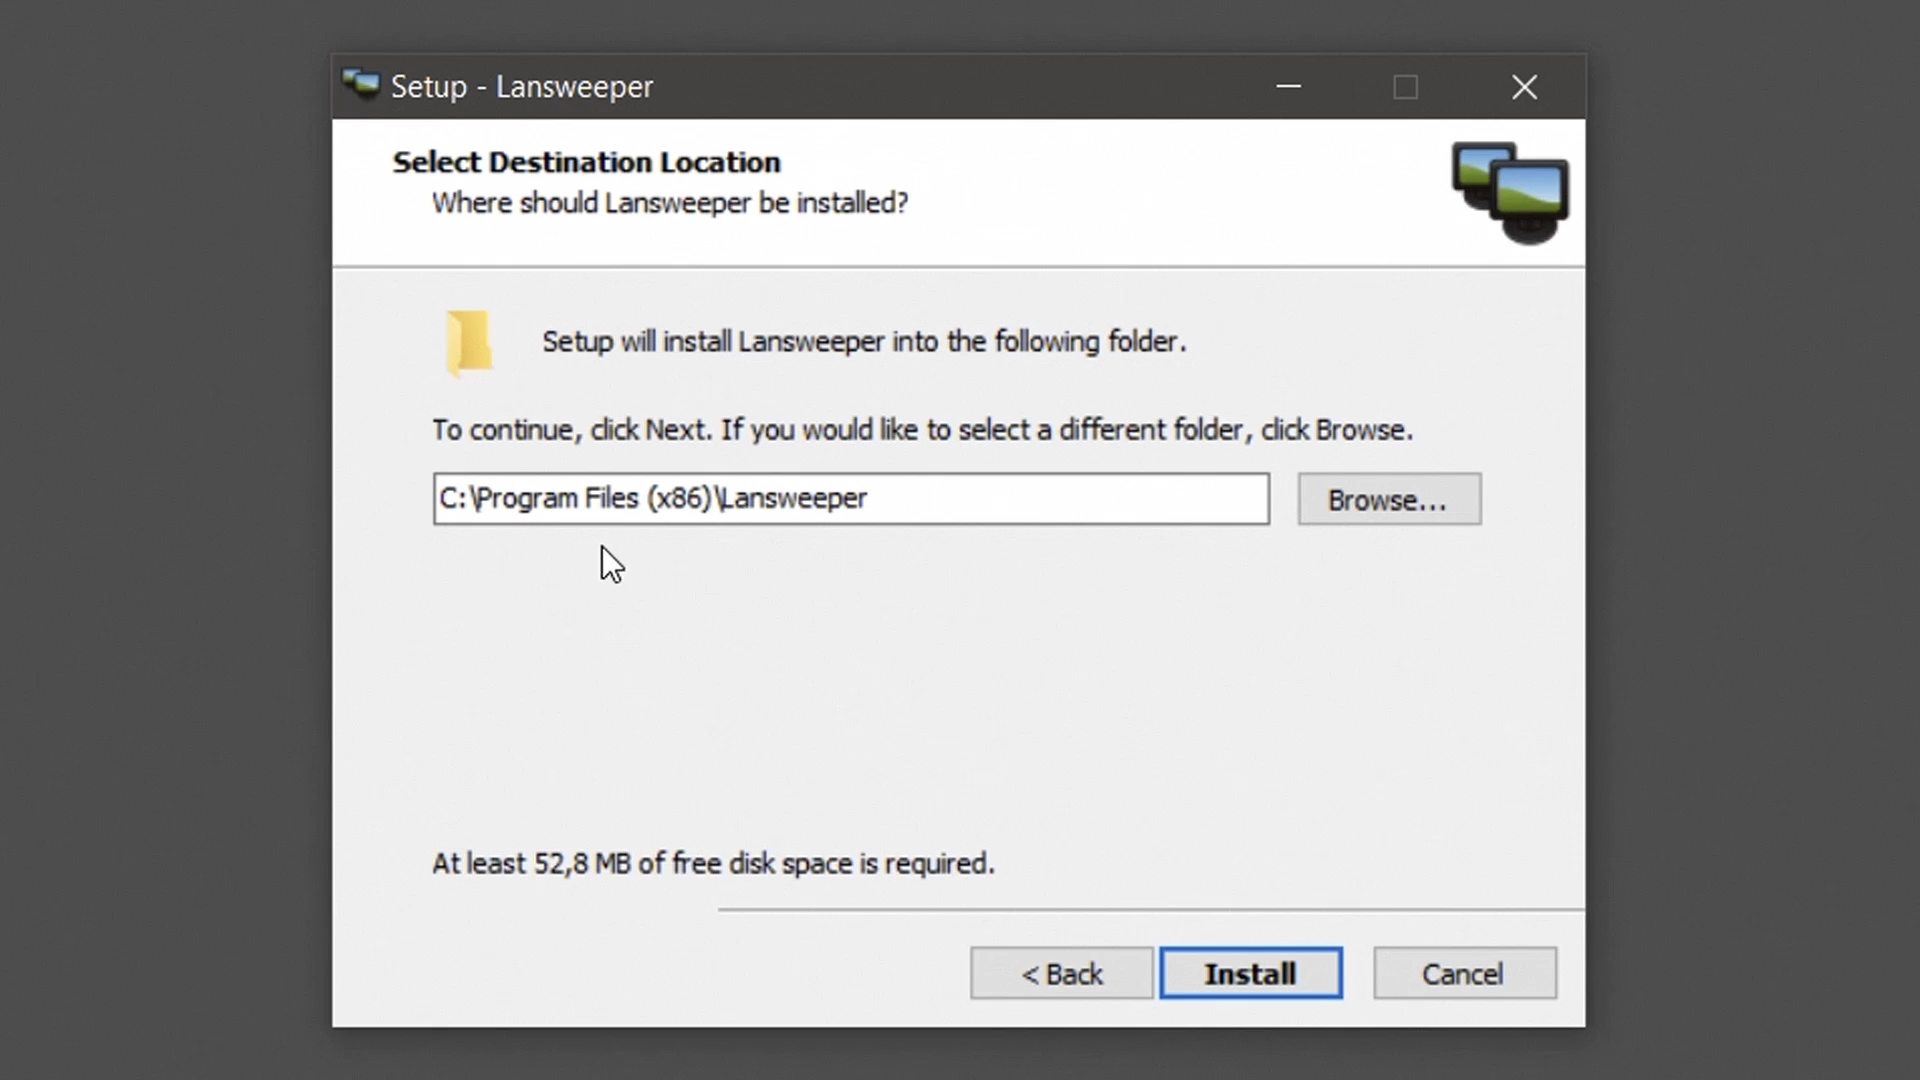 Setup - Lansweeper
Select Destination Location
Where should Lansweeper be installed?
Setup will install Lansweeper into the following folder.
To continue, click Next. If you would like to select a different folder, click Browse.
C:\Program Files (x86)\Lansweeper
Browse...
At least 52,8 MB of free disk space is required.
< Back
Install
Cancel